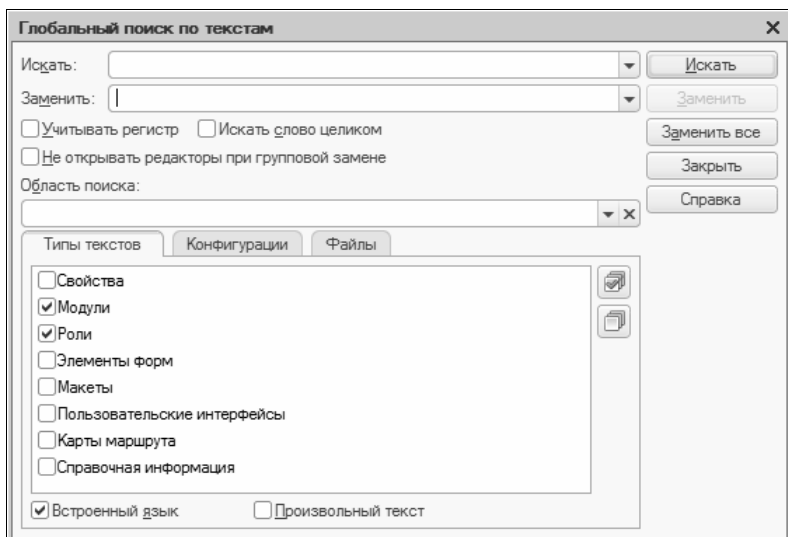 Глобальный поиск по текстам
Искать: Искать
Заменить: Заменить
Учитывать регистр Искать слово целиком Заменить все
Не открывать редакторы при групповой замене Закрыть
Область поиска: Справка
Типы текстов Конфигурации Файлы
Свойства
Модули
Роли
Элементы форм
Макеты
Пользовательские интерфейсы
Карты маршрута
Справочная информация
Встроенный язык Произвольный текст